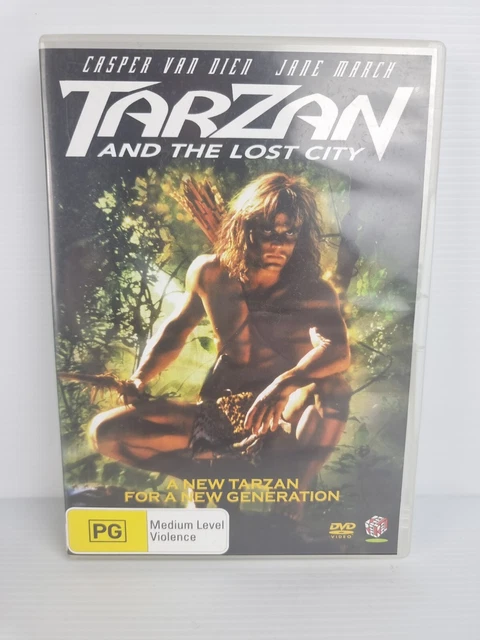 CASPER VAN DIEN JANE MARCH
TARZAN
AND THE LOST CITY
A NEW TARZAN
FOR A NEW GENERATION
PG
Medium Level
Violence
DVD
VIDEO